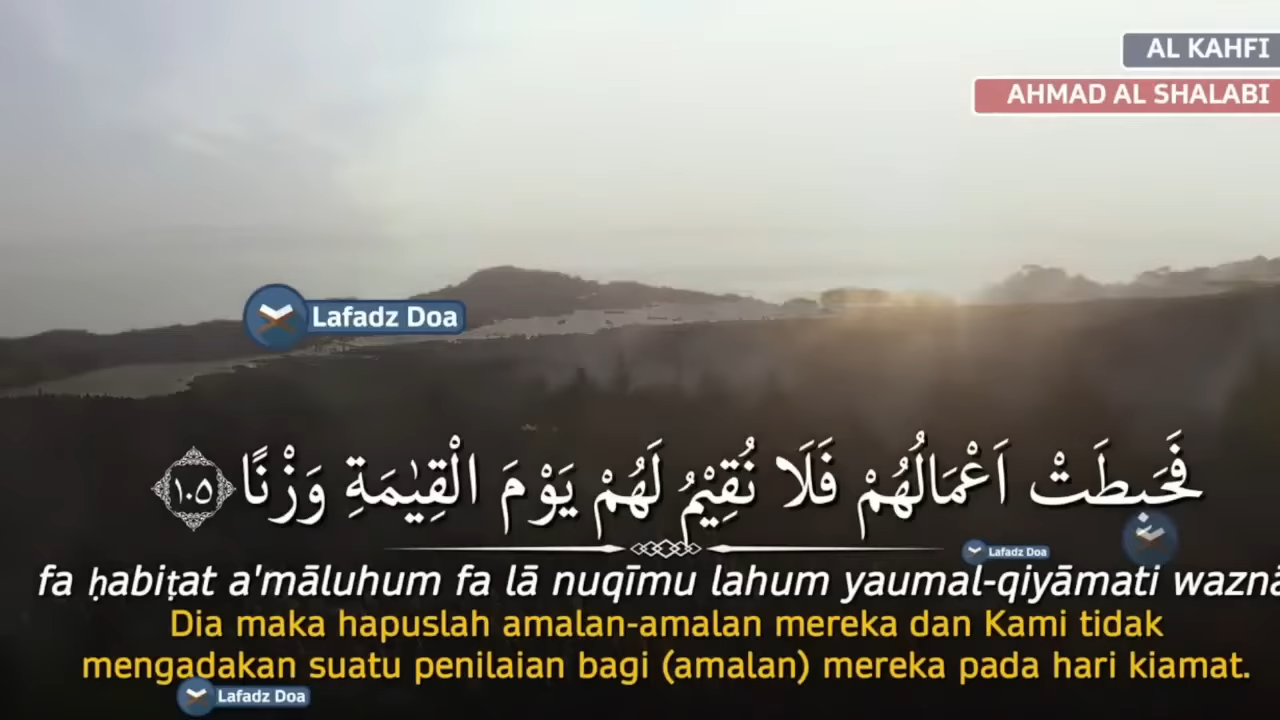 AL KAHFI
AHMAD AL SHALABI
Lafadz Doa
فَحَبِطَتْ اَعْمَالُهُمْ فَلَا نُقِيْمُ لَهُمْ يَوْمَ الْقِيٰمَةِ وَزْنًا ١٠٥
Lafadz Doa
fa ḥabiṭat a'māluhum fa lā nuqīmu lahum yaumal-qiyāmati waznā
Dia maka hapuslah amalan-amalan mereka dan Kami tidak
mengadakan suatu penilaian bagi (amalan) mereka pada hari kiamat.
Lafadz Doa